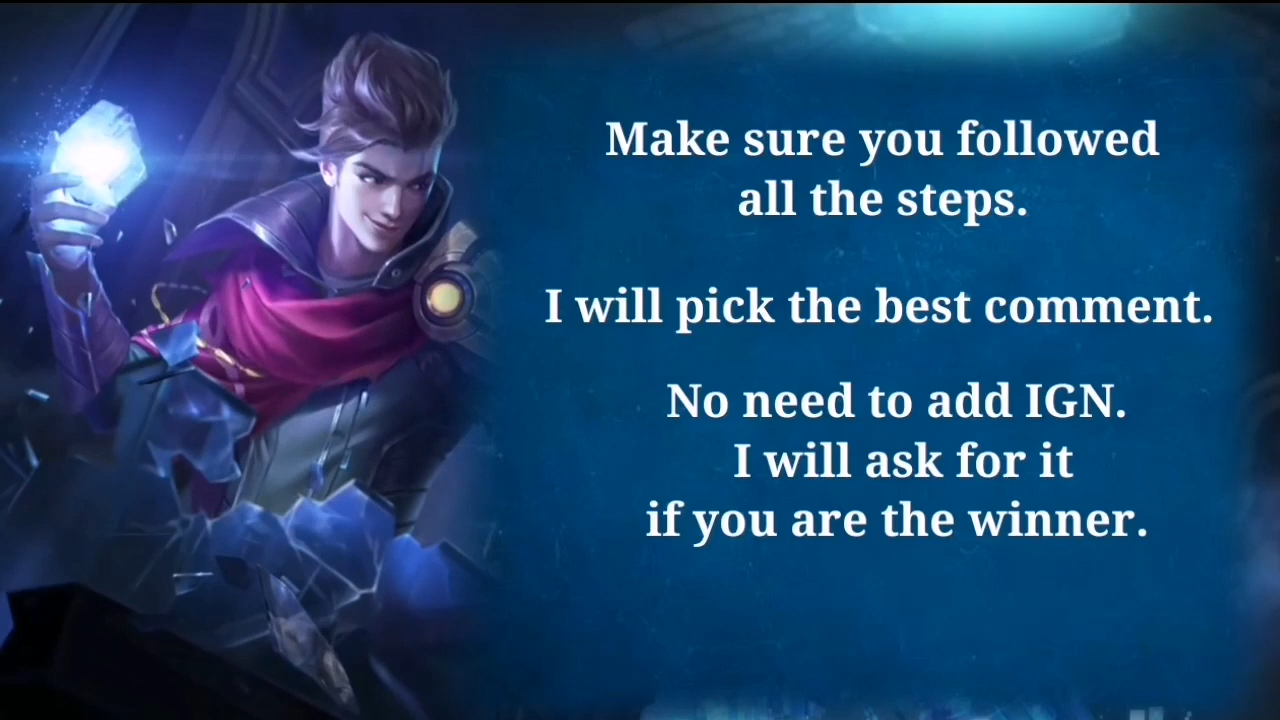 Make sure you followed
all the steps.
I will pick the best comment.
No need to add IGN.
I will ask for it
if you are the winner.